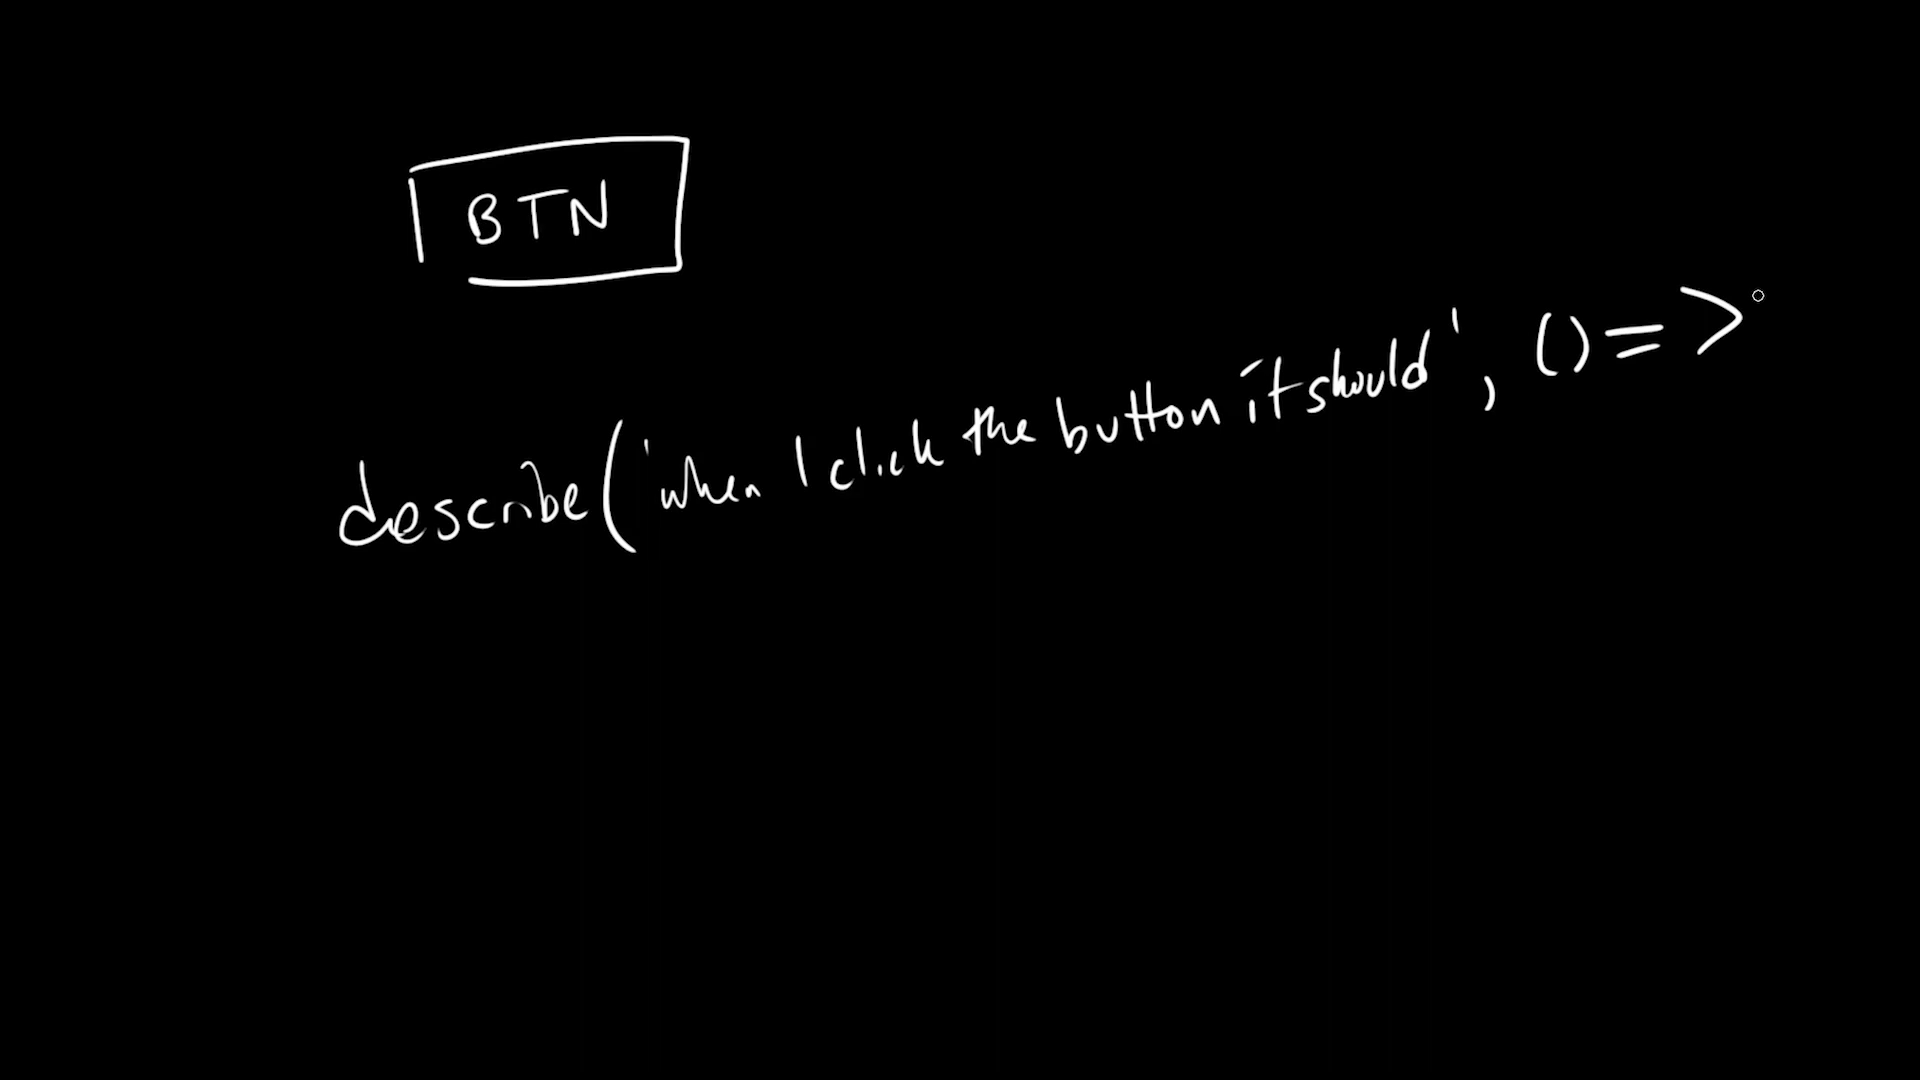 BTN
describe('when I click the button it should', () =>